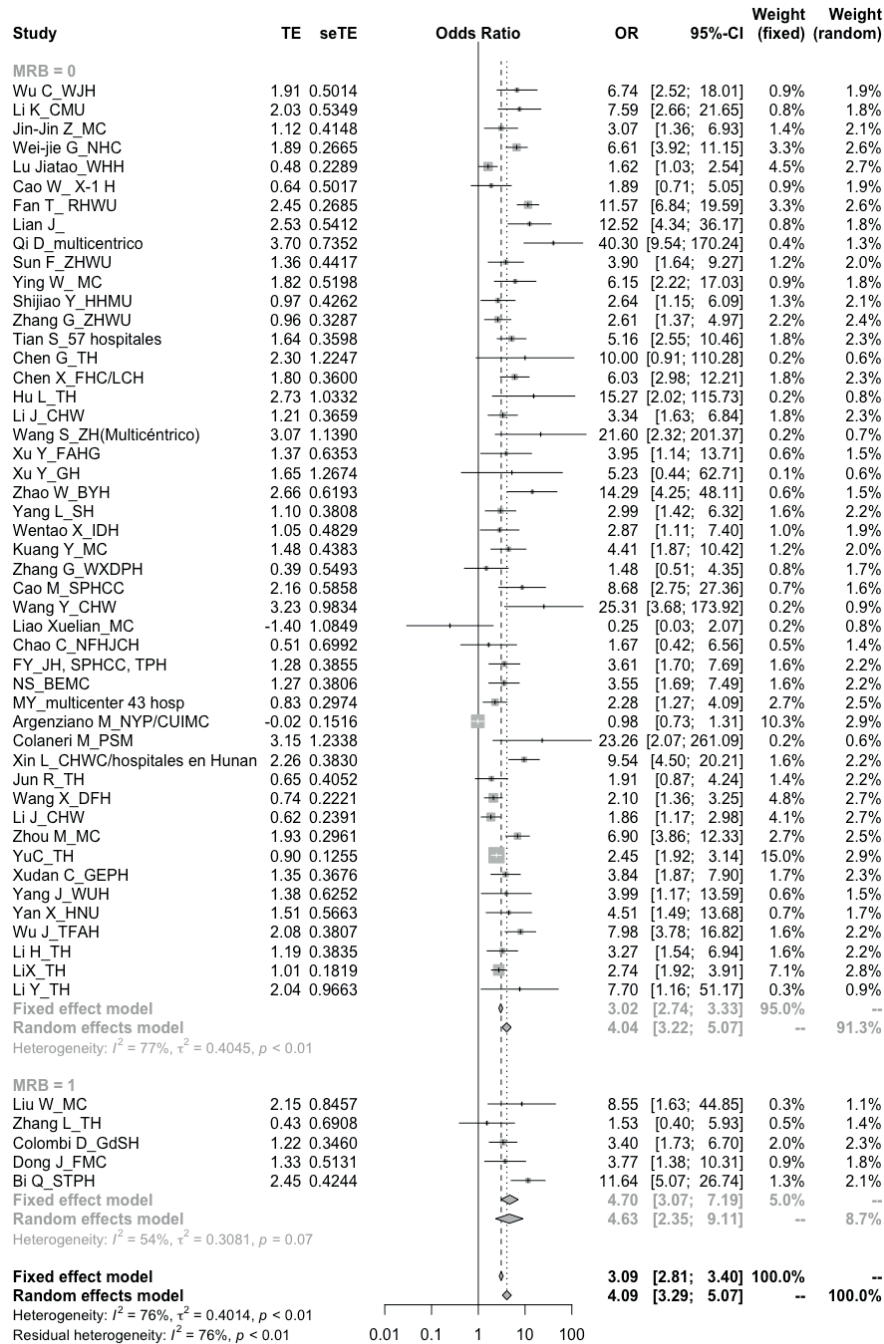 Weight Weight
Study TE seTE Odds Ratio OR 95%-CI (fixed) (random)
MRB = 0
Wu C_WJH 1.91 0.5014 6.74 [2.52; 18.01] 0.9% 1.9%
Li K_CMU 2.03 0.5349 7.59 [2.66; 21.65] 0.8% 1.8%
Jin-Jin Z_MC 1.12 0.4148 3.07 [1.36; 6.93] 1.4% 2.1%
Wei-jie G_NHC 1.89 0.2665 6.61 [3.92; 11.15] 3.3% 2.6%
Lu Jiatao_WHH 0.48 0.2289 1.62 [1.03; 2.54] 4.5% 2.7%
Cao W_ X-1 H 0.64 0.5017 1.89 [0.71; 5.05] 0.9% 1.9%
Fan T_ RHWU 2.45 0.2685 11.57 [6.84; 19.59] 3.3% 2.6%
Lian J_ 2.53 0.5412 12.52 [4.34; 36.17] 0.8% 1.8%
Qi D_multicentrico 3.70 0.7352 40.30 [9.54; 170.24] 0.4% 1.3%
Sun F_ZHWU 1.36 0.4417 3.90 [1.64; 9.27] 1.2% 2.0%
Ying W_ MC 1.82 0.5198 6.15 [2.22; 17.03] 0.9% 1.8%
Shijiao Y_HHMU 0.97 0.4262 2.64 [1.15; 6.09] 1.3% 2.1%
Zhang G_ZHWU 0.96 0.3287 2.61 [1.37; 4.97] 2.2% 2.4%
Tian S_57 hospitales 1.64 0.3598 5.16 [2.55; 10.46] 1.8% 2.3%
Chen G_TH 2.30 1.2247 10.00 [0.91; 110.28] 0.2% 0.6%
Chen X_FHC/LCH 1.80 0.3600 6.03 [2.98; 12.21] 1.8% 2.3%
Hu L_TH 2.73 1.0332 15.27 [2.02; 115.73] 0.2% 0.8%
Li J_CHW 1.21 0.3659 3.34 [1.63; 6.84] 1.8% 2.3%
Wang S_ZH(Multicéntrico) 3.07 1.1390 21.60 [2.32; 201.37] 0.2% 0.7%
Xu Y_FAHG 1.37 0.6353 3.95 [1.14; 13.71] 0.6% 1.5%
Xu Y_GH 1.65 1.2674 5.23 [0.44; 62.71] 0.1% 0.6%
Zhao W_BYH 2.66 0.6193 14.29 [4.25; 48.11] 0.6% 1.5%
Yang L_SH 1.10 0.3808 2.99 [1.42; 6.32] 1.6% 2.2%
Wentao X_IDH 1.05 0.4829 2.87 [1.11; 7.40] 1.0% 1.9%
Kuang Y_MC 1.48 0.4383 4.41 [1.87; 10.42] 1.2% 2.0%
Zhang G_WXDPH 0.39 0.5493 1.48 [0.51; 4.35] 0.8% 1.7%
Cao M_SPHCC 2.16 0.5858 8.68 [2.75; 27.36] 0.7% 1.6%
Wang Y_CHW 3.23 0.9834 25.31 [3.68; 173.92] 0.2% 0.9%
Liao Xuelian_MC -1.40 1.0849 0.25 [0.03; 2.07] 0.2% 0.8%
Chao C_NFHJCH 0.51 0.6992 1.67 [0.42; 6.56] 0.5% 1.4%
FY_JH, SPHCC, TPH 1.28 0.3855 3.61 [1.70; 7.69] 1.6% 2.2%
NS_BEMC 1.27 0.3806 3.55 [1.69; 7.49] 1.6% 2.2%
MY_multicenter 43 hosp 0.83 0.2974 2.28 [1.27; 4.09] 2.7% 2.5%
Argenziano M_NYP/CUIMC -0.02 0.1516 0.98 [0.73; 1.31] 10.3% 2.9%
Colaneri M_PSM 3.15 1.2338 23.26 [2.07; 261.09] 0.2% 0.6%
Xin L_CHWC/hospitales en Hunan 2.26 0.3830 9.54 [4.50; 20.21] 1.6% 2.2%
Jun R_TH 0.65 0.4052 1.91 [0.87; 4.24] 1.4% 2.1%
Wang X_DFH 0.74 0.2221 2.10 [1.36; 3.25] 4.8% 2.7%
Li J_CHW 0.62 0.2391 1.86 [1.17; 2.98] 4.1% 2.7%
Zhou M_MC 1.93 0.2961 6.90 [3.86; 12.33] 2.7% 2.5%
YuC_TH 0.90 0.1255 2.45 [1.92; 3.14] 15.0% 2.9%
Xudan C_GEPH 1.35 0.3676 3.84 [1.87; 7.90] 1.7% 2.3%
Yang J_WUH 1.38 0.6252 3.99 [1.17; 13.59] 0.6% 1.5%
Yan X_HNU 1.51 0.5663 4.51 [1.49; 13.68] 0.7% 1.7%
Wu J_TFAH 2.08 0.3807 7.98 [3.78; 16.82] 1.6% 2.2%
Li H_TH 1.19 0.3835 3.27 [1.54; 6.94] 1.6% 2.2%
LiX_TH 1.01 0.1819 2.74 [1.92; 3.91] 7.1% 2.8%
Li Y_TH 2.04 0.9663 7.70 [1.16; 51.17] 0.3% 0.9%
Fixed effect model 3.02 [2.74; 3.33] 95.0% --
Random effects model 4.04 [3.22; 5.07] -- 91.3%
Heterogeneity: I² = 77%, τ² = 0.4045, p < 0.01
MRB = 1
Liu W_MC 2.15 0.8457 8.55 [1.63; 44.85] 0.3% 1.1%
Zhang L_TH 0.43 0.6908 1.53 [0.40; 5.93] 0.5% 1.4%
Colombi D_GdSH 1.22 0.3460 3.40 [1.73; 6.70] 2.0% 2.3%
Dong J_FMC 1.33 0.5131 3.77 [1.38; 10.31] 0.9% 1.8%
Bi Q_STPH 2.45 0.4244 11.64 [5.07; 26.74] 1.3% 2.1%
Fixed effect model 4.70 [3.07; 7.19] 5.0% --
Random effects model 4.63 [2.35; 9.11] -- 8.7%
Heterogeneity: I² = 54%, τ² = 0.3081, p = 0.07
Fixed effect model 3.09 [2.81; 3.40] 100.0% --
Random effects model 4.09 [3.29; 5.07] -- 100.0%
Heterogeneity: I² = 76%, τ² = 0.4014, p < 0.01
Residual heterogeneity: I² = 76%, p < 0.01
0.01 0.1 1 10 100